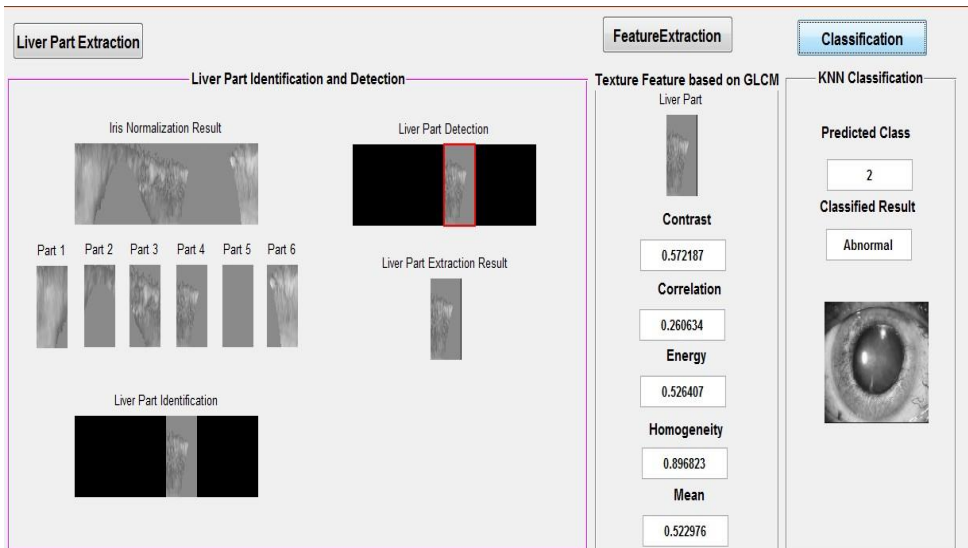 Liver Part Extraction
FeatureExtraction
Classification
Liver Part Identification and Detection
Iris Normalization Result
Liver Part Detection
Part 1 Part 2 Part 3 Part 4 Part 5 Part 6
Liver Part Extraction Result
Liver Part Identification
Texture Feature based on GLCM
Liver Part
Contrast
0.572187
Correlation
0.260634
Energy
0.526407
Homogeneity
0.896823
Mean
0.522976
KNN Classification
Predicted Class
2
Classified Result
Abnormal